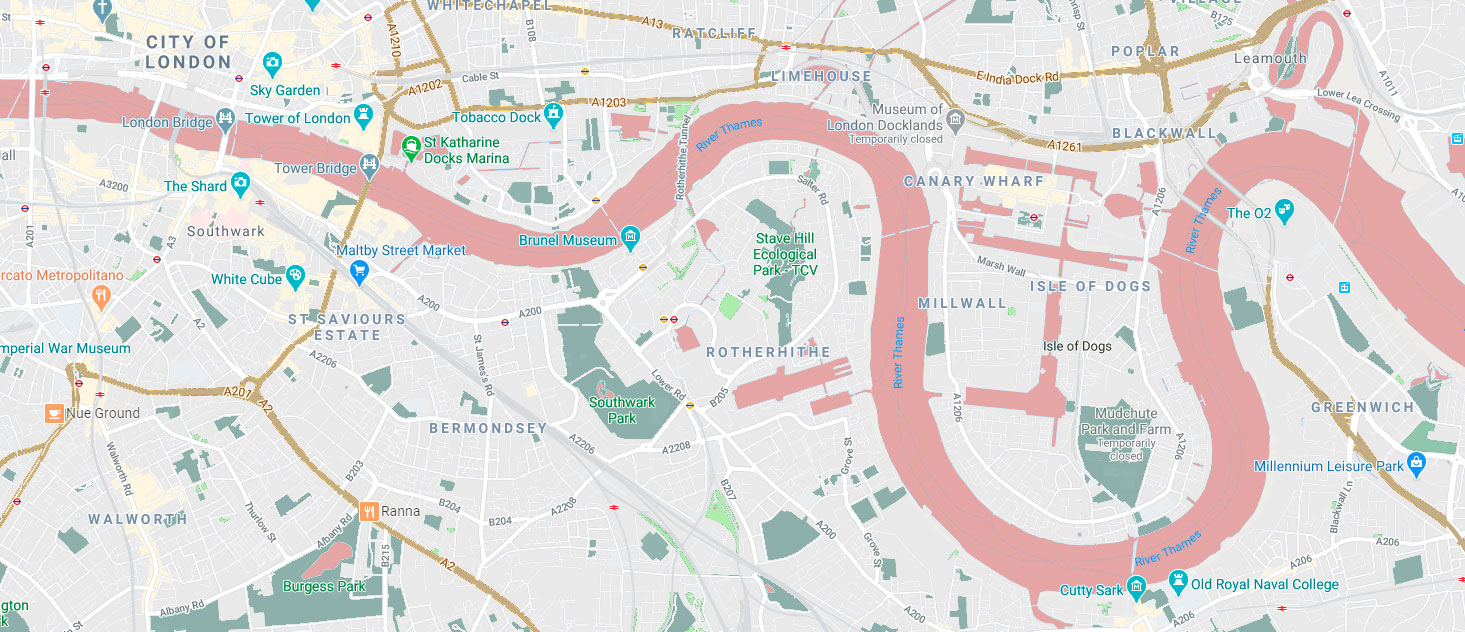 WHITECHAPEL
VILLAGE
St
A13
B125
RATCLIFF
A1210
B108
CITY OF
LONDON
POPLAR
Leamouth
Cable St
LIMEHOUSE
E India Dock Rd
A1011
Sky Garden
A1202
A1203
Lower Lea Crossing
London Bridge
Tower of London
Tobacco Dock
Museum of
London Docklands
Temporarily closed
River Thames
BLACKWALL
A1261
St Katharine
Docks Marina
Rotherhithe Tunnel
Tower Bridge
The Shard
A3200
Salter Rd
CANARY WHARF
A1206
River Thames
The O2
A201
Southwark
A3
Brunel Museum
Stave Hill
Ecological
Park - TCV
Maltby Street Market
Marsh Wall
ISLE OF DOGS
rcato Metropolitano
White Cube
A200
A200
MILLWALL
A2
ST SAVIOURS
ESTATE
St James's Rd
River Thames
mperial War Museum
A2206
ROTHERHITHE
Isle of Dogs
Lower Rd
B205
A201
A2
Nue Ground
Southwark
Park
A1206
Mudchute
Park and Farm
Temporarily
closed
GREENWICH
BERMONDSEY
A2206
A2208
Grove St
A1206
Walworth Rd
B203
Millennium Leisure Park
B207
Blackwall Ln
WALWORTH
Thurlow St
Albany Rd
Ranna
B204
B204
A2208
A200
Grove St
B215
A2
River Thames
A206
A206
Burgess Park
Cutty Sark
Old Royal Naval College
Albany Rd
A200
A206
ngton
rk